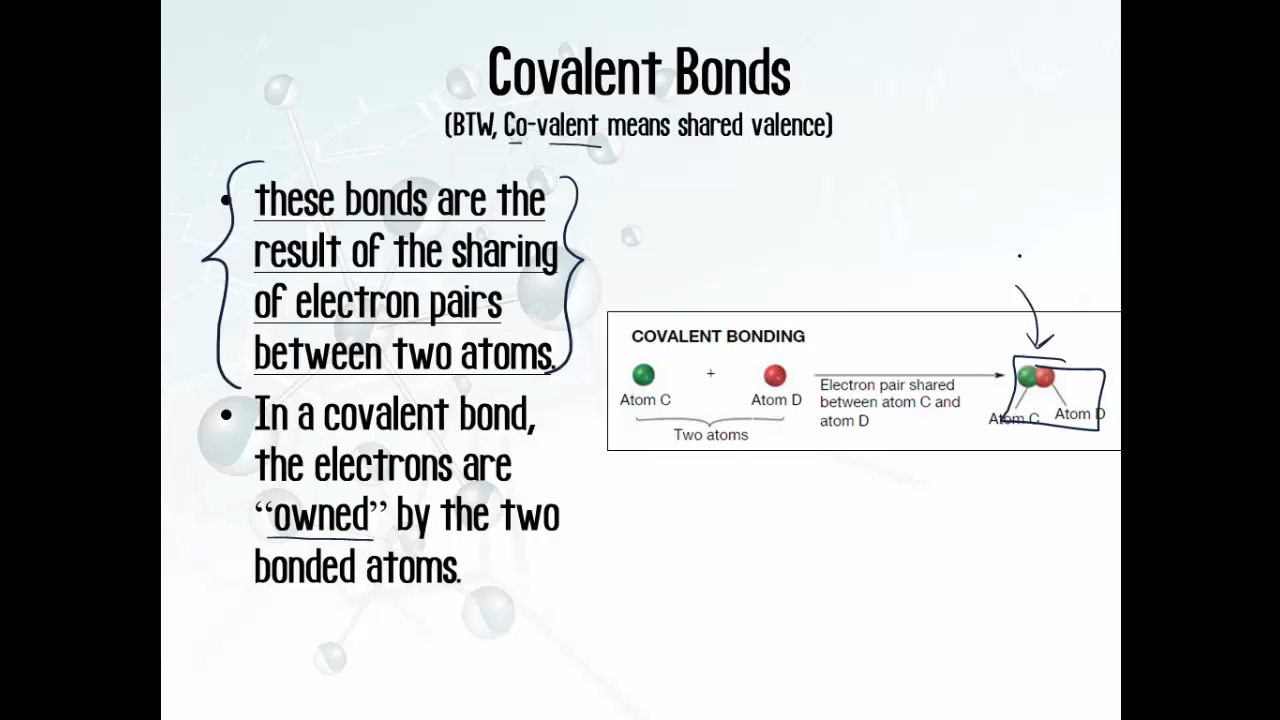 Covalent Bonds
(BTW, Co-valent means shared valence)
• these bonds are the
result of the sharing
of electron pairs
between two atoms.
• In a covalent bond,
the electrons are
“owned” by the two
bonded atoms.
COVALENT BONDING
+
Atom C
Atom D
Two atoms
Electron pair shared
between atom C and
atom D
Atom C
Atom D